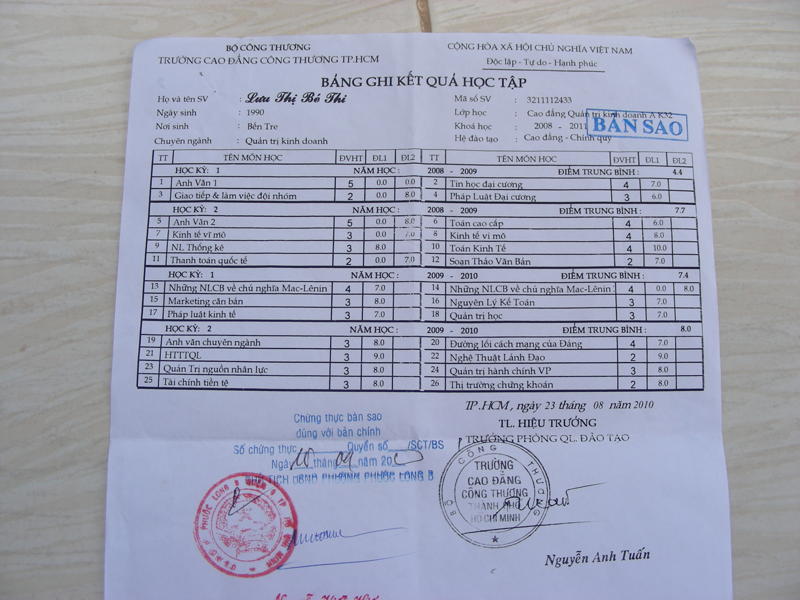 BỘ CÔNG THƯƠNG
TRƯỜNG CAO ĐẲNG CÔNG THƯƠNG TP.HCM
CỘNG HÒA XÃ HỘI CHỦ NGHĨA VIỆT NAM
Độc lập - Tự do - Hạnh phúc
BẢNG GHI KẾT QUẢ HỌC TẬP
Họ và tên SV : Lưu Thị Bé Thi
Mã số SV : 3211112433
Ngày sinh : 1990
Lớp học : Cao đẳng Quản trị kinh doanh A K32
Nơi sinh : Bến Tre
Khoá học : 2008 - 2011
BẢN SAO
Chuyên ngành : Quản trị kinh doanh
Hệ đào tạo : Cao đẳng - Chính quy
TT TÊN MÔN HỌC ĐVHT ĐL1 ĐL2 TT TÊN MÔN HỌC ĐVHT ĐL1 ĐL2
HỌC KỲ: 1 NĂM HỌC: 2008 - 2009 ĐIỂM TRUNG BÌNH: 4.4
1 Anh Văn 1 5 0.0 0.0 2 Tin học đại cương 4 7.0
3 Giao tiếp & làm việc đội nhóm 2 0.0 8.0 4 Pháp Luật Đại cương 3 6.0
HỌC KỲ: 2 NĂM HỌC: 2008 - 2009 ĐIỂM TRUNG BÌNH: 7.7
5 Anh Văn 2 5 0.0 8.0 6 Toán cao cấp 4 6.0
7 Kinh tế vĩ mô 3 0.0 7.0 8 Kinh tế vi mô 4 8.0
9 NL Thống kê 3 8.0 10 Toán Kinh Tế 4 10.0
11 Thanh toán quốc tế 2 0.0 7.0 12 Soạn Thảo Văn Bản 2 7.0
HỌC KỲ: 1 NĂM HỌC: 2009 - 2010 ĐIỂM TRUNG BÌNH: 7.4
13 Những NLCB về chủ nghĩa Mac-Lênin 4 7.0 14 Những NLCB về chủ nghĩa Mac-Lênin 4 0.0 8.0
15 Marketing căn bản 3 8.0 16 Nguyên Lý Kế Toán 3 7.0
17 Pháp luật kinh tế 3 7.0 18 Quản trị học 3 8.0
HỌC KỲ: 2 NĂM HỌC: 2009 - 2010 ĐIỂM TRUNG BÌNH: 8.0
19 Anh văn chuyên ngành 3 8.0 20 Đường lối cách mạng của Đảng 4 7.0
21 HTTTQL 3 9.0 22 Nghệ Thuật Lãnh Đạo 2 9.0
23 Quản Trị nguồn nhân lực 3 8.0 24 Quản trị hành chính VP 3 8.0
25 Tài chính tiền tệ 3 8.0 26 Thị trường chứng khoán 2 8.0
TP.HCM, ngày 23 tháng 08 năm 2010
TL. HIỆU TRƯỞNG
TRƯỞNG PHÒNG QL. ĐÀO TẠO
Chứng thực bản sao
đúng với bản chính
Số chứng thực Quyển số /SCT/BS
Ngày tháng 09 năm 20
CHỦ TỊCH UBND PHƯỜNG PHƯỚC LONG B
BỘ CÔNG THƯƠNG
TRƯỜNG
CAO ĐẲNG
CÔNG THƯƠNG
THÀNH PHỐ
HỒ CHÍ MINH
Nguyễn Anh Tuấn